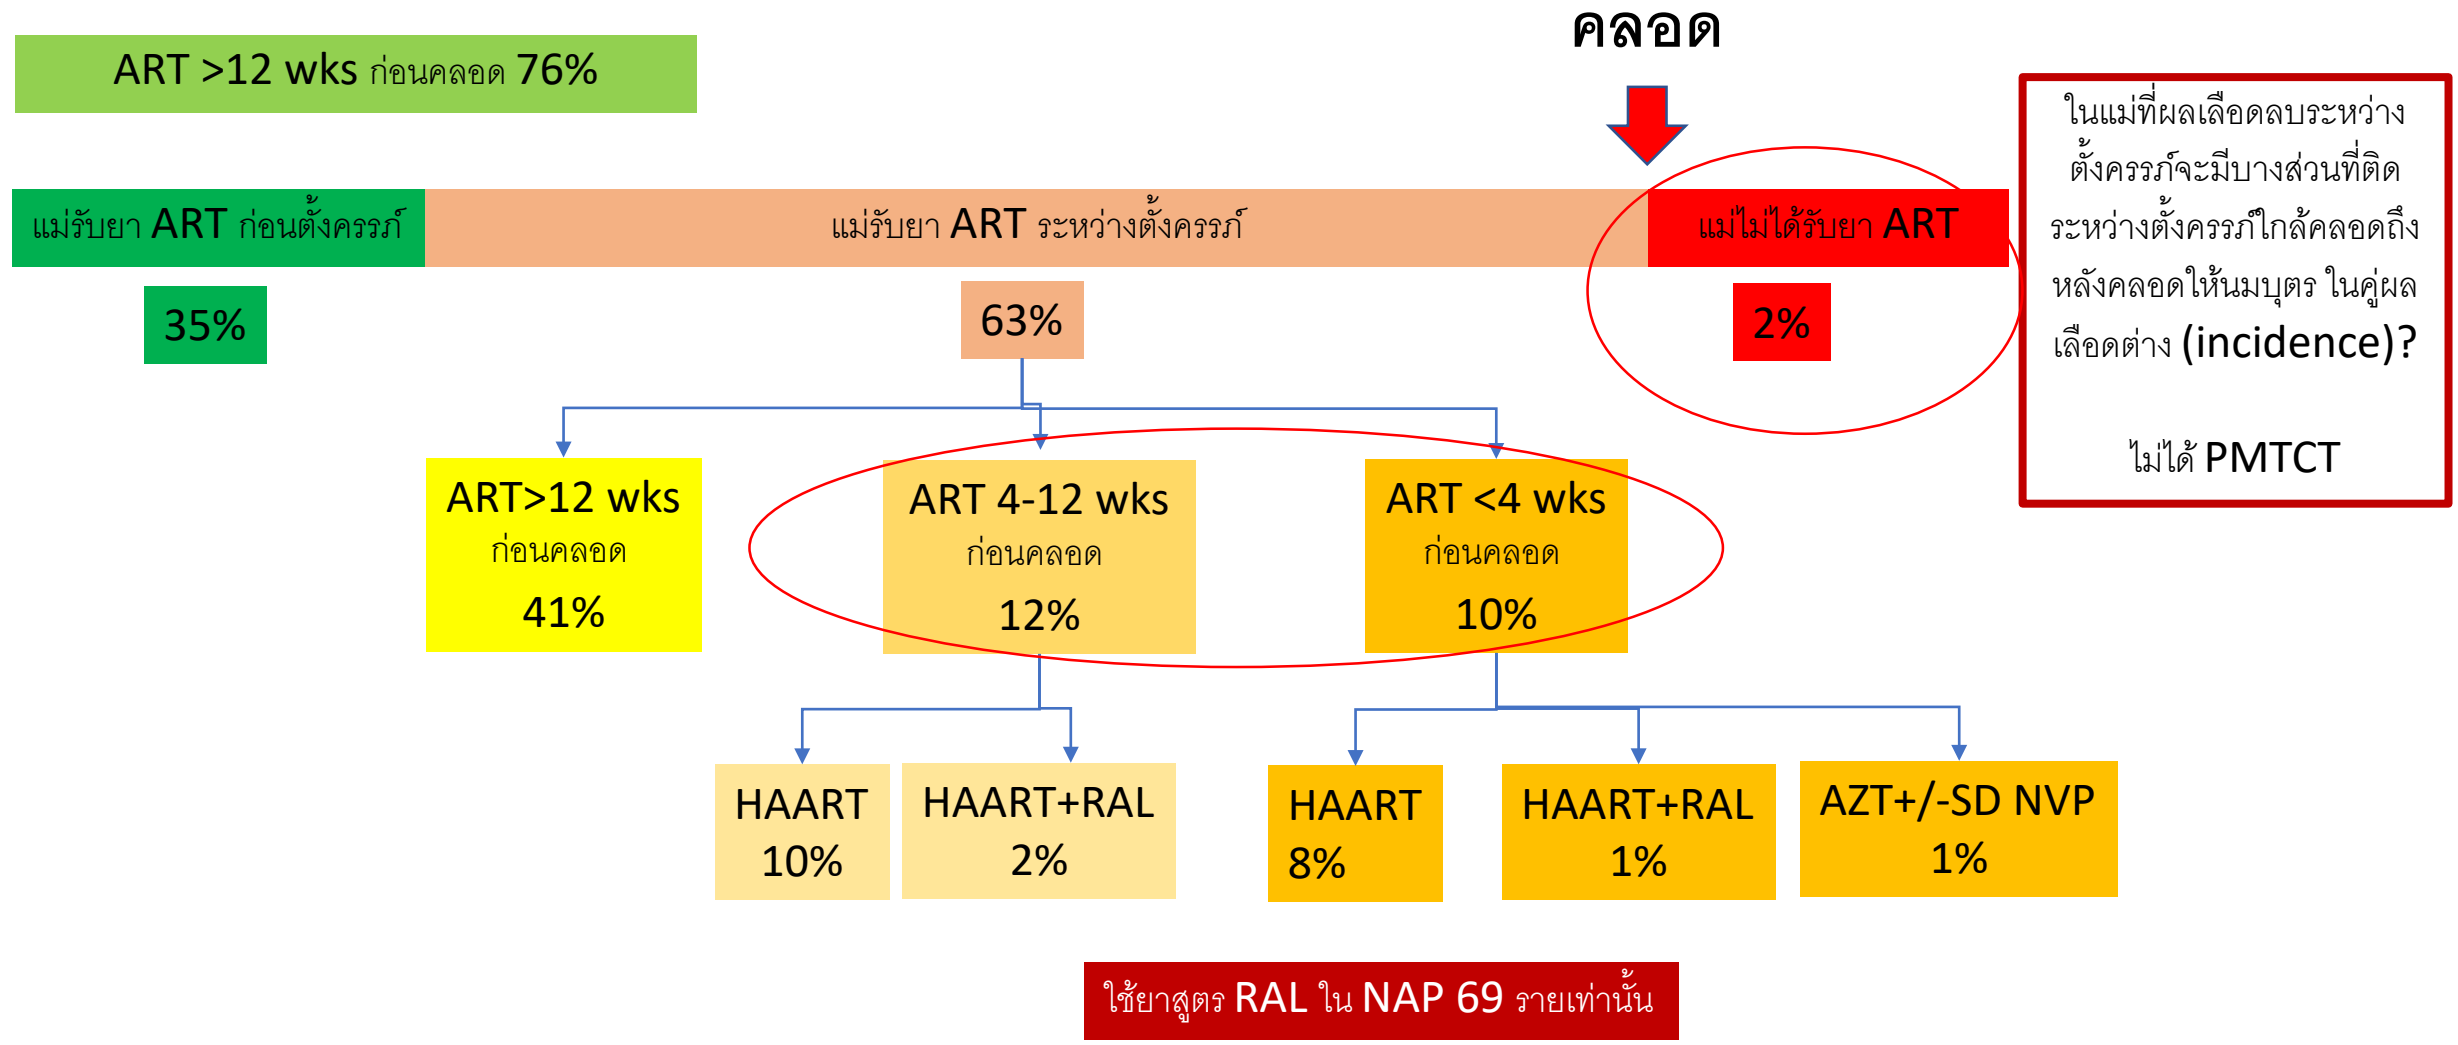 คลอด
ART >12 wks ก่อนคลอด 76%
แม่รับยา ART ก่อนตั้งครรภ์
แม่รับยา ART ระหว่างตั้งครรภ์
แม่ไม่ได้รับยา ART
35%
63%
2%
ในแม่ที่ผลเลือดลบระหว่าง
ตั้งครรภ์จะมีบางส่วนที่ติด
ระหว่างตั้งครรภ์ใกล้คลอดถึง
หลังคลอดให้นมบุตร ในคู่ผล
เลือดต่าง (incidence)?
ไม่ได้ PMTCT
ART>12 wks
ก่อนคลอด
41%
ART 4-12 wks
ก่อนคลอด
12%
ART <4 wks
ก่อนคลอด
10%
HAART
10%
HAART+RAL
2%
HAART
8%
HAART+RAL
1%
AZT+/-SD NVP
1%
ใช้ยาสูตร RAL ใน NAP 69 รายเท่านั้น